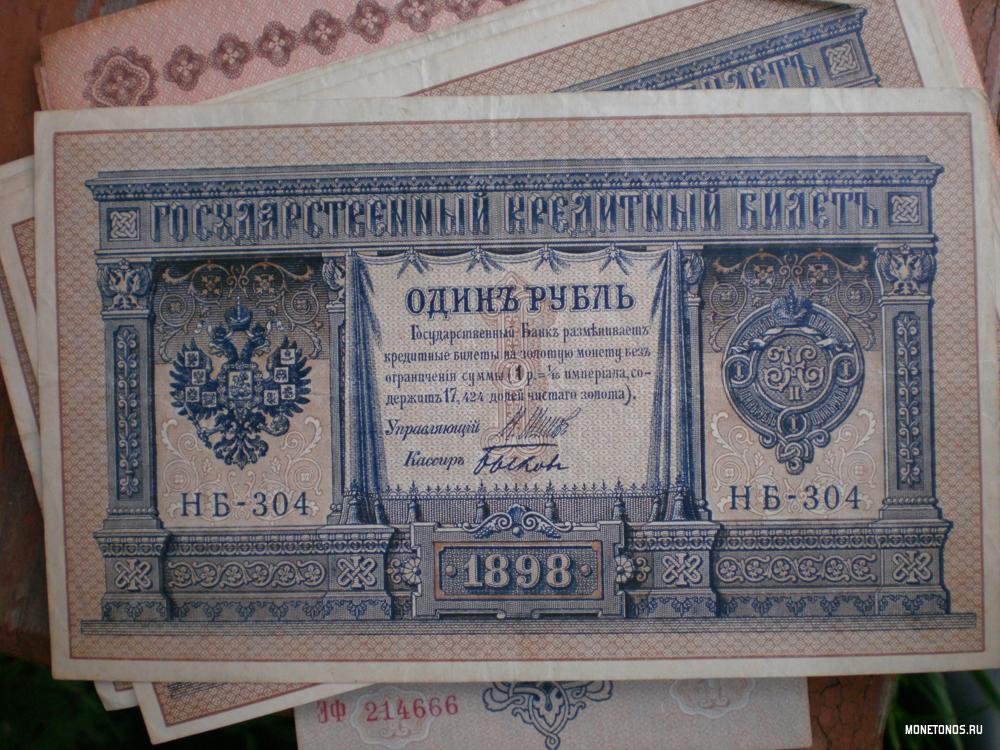 БИЛЕТЪ
ГОСУДАРСТВЕННЫЙ КРЕДИТНЫЙ БИЛЕТЪ
ОДИНЪ РУБЛЬ
Государственный Банкъ размѣниваетъ
кредитные билеты на золотую монету безъ
ограниченія суммы (1 р. = 1/15 имперіала, со-
держитъ 17,424 долей чистаго золота).
Управляющій
Кассиръ
НБ-304
НБ-304
1898
214666
MONETONOS.RU